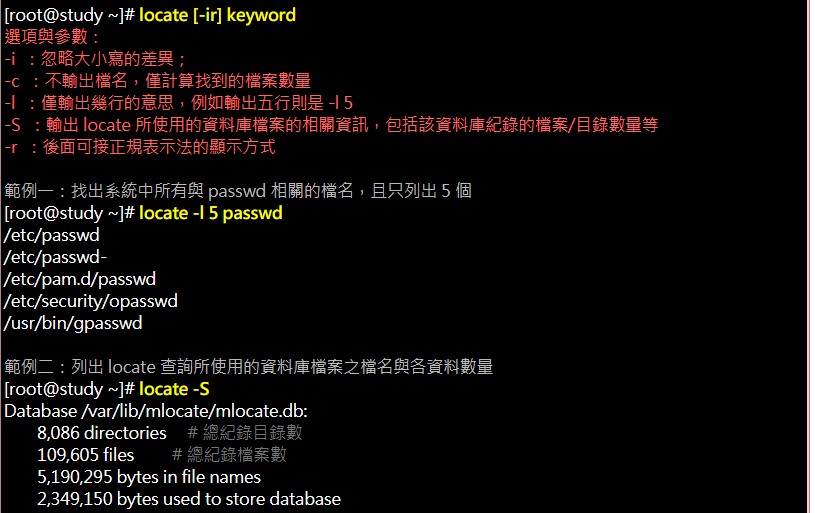 [root@study ~]# locate [-ir] keyword
選項與參數：
-i ：忽略大小寫的差異；
-c ：不輸出檔名，僅計算找到的檔案數量
-l ：僅輸出幾行的意思，例如輸出五行則是 -l 5
-S ：輸出 locate 所使用的資料庫檔案的相關資訊，包括該資料庫紀錄的檔案/目錄數量等
-r ：後面可接正規表示法的顯示方式
範例一：找出系統中所有與 passwd 相關的檔名，且只列出 5 個
[root@study ~]# locate -l 5 passwd
/etc/passwd
/etc/passwd-
/etc/pam.d/passwd
/etc/security/opasswd
/usr/bin/gpasswd
範例二：列出 locate 查詢所使用的資料庫檔案之檔名與各資料數量
[root@study ~]# locate -S
Database /var/lib/mlocate/mlocate.db:
8,086 directories # 總紀錄目錄數
109,605 files # 總紀錄檔案數
5,190,295 bytes in file names
2,349,150 bytes used to store database